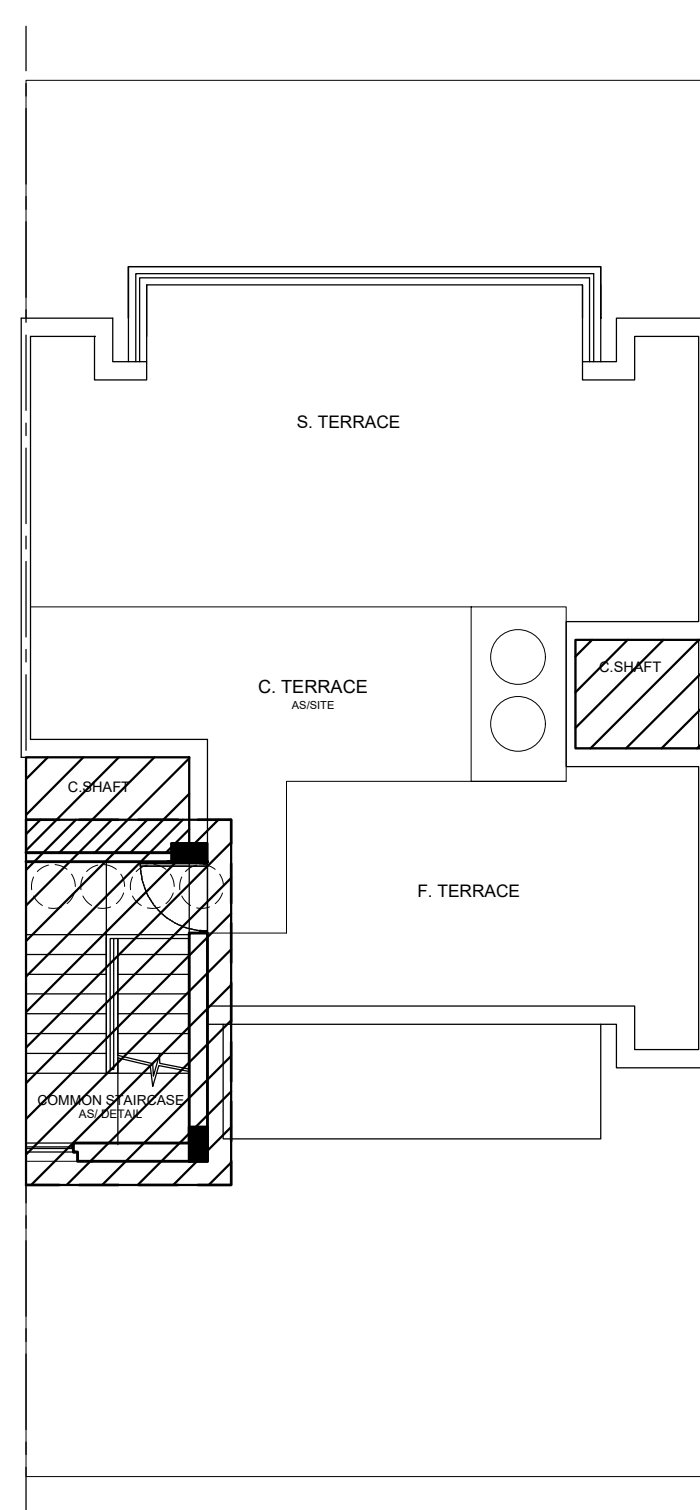 S. TERRACE
C. TERRACE
AS/SITE
C.SHAFT
C.SHAFT
F. TERRACE
COMMON STAIRCASE
AS/ DETAIL